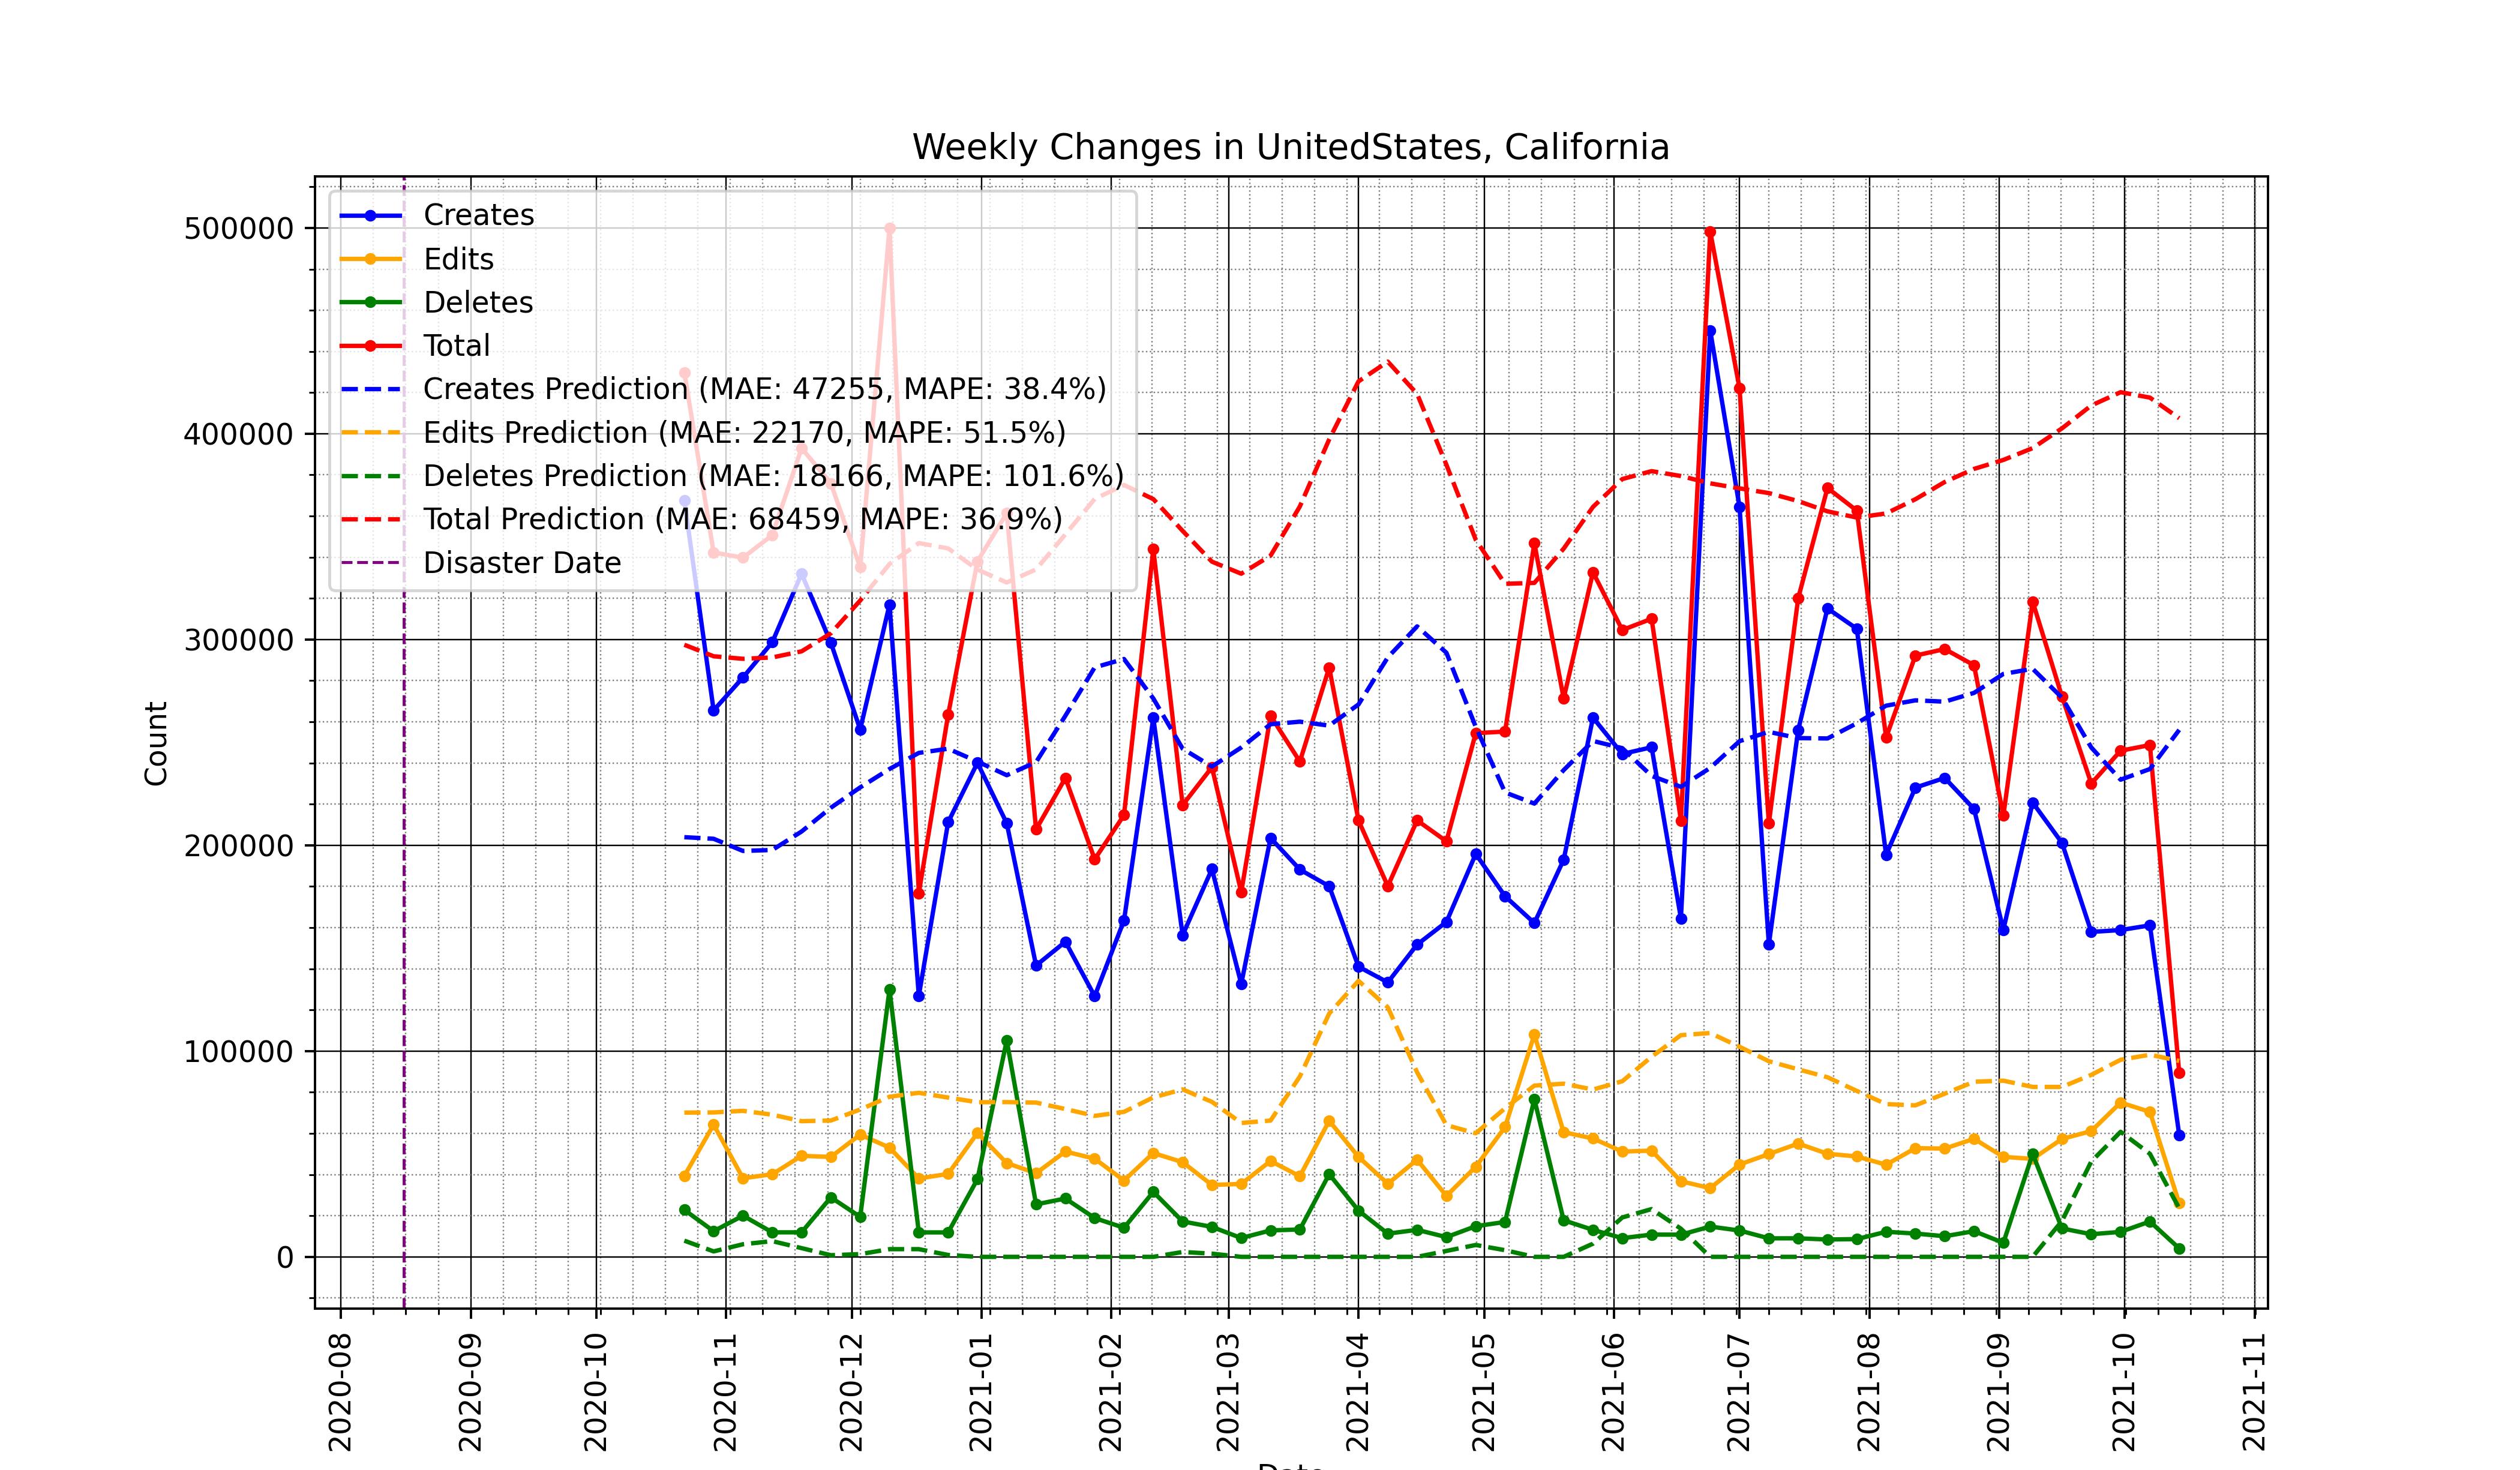 Weekly Changes in UnitedStates, California
Creates
Edits
Deletes
Total
Creates Prediction (MAE: 47255, MAPE: 38.4%)
Edits Prediction (MAE: 22170, MAPE: 51.5%)
Deletes Prediction (MAE: 18166, MAPE: 101.6%)
Total Prediction (MAE: 68459, MAPE: 36.9%)
Disaster Date
500000
400000
300000
200000
100000
0
Count
2020-08
2020-09
2020-10
2020-11
2020-12
2021-01
2021-02
2021-03
2021-04
2021-05
2021-06
2021-07
2021-08
2021-09
2021-10
2021-11
Date